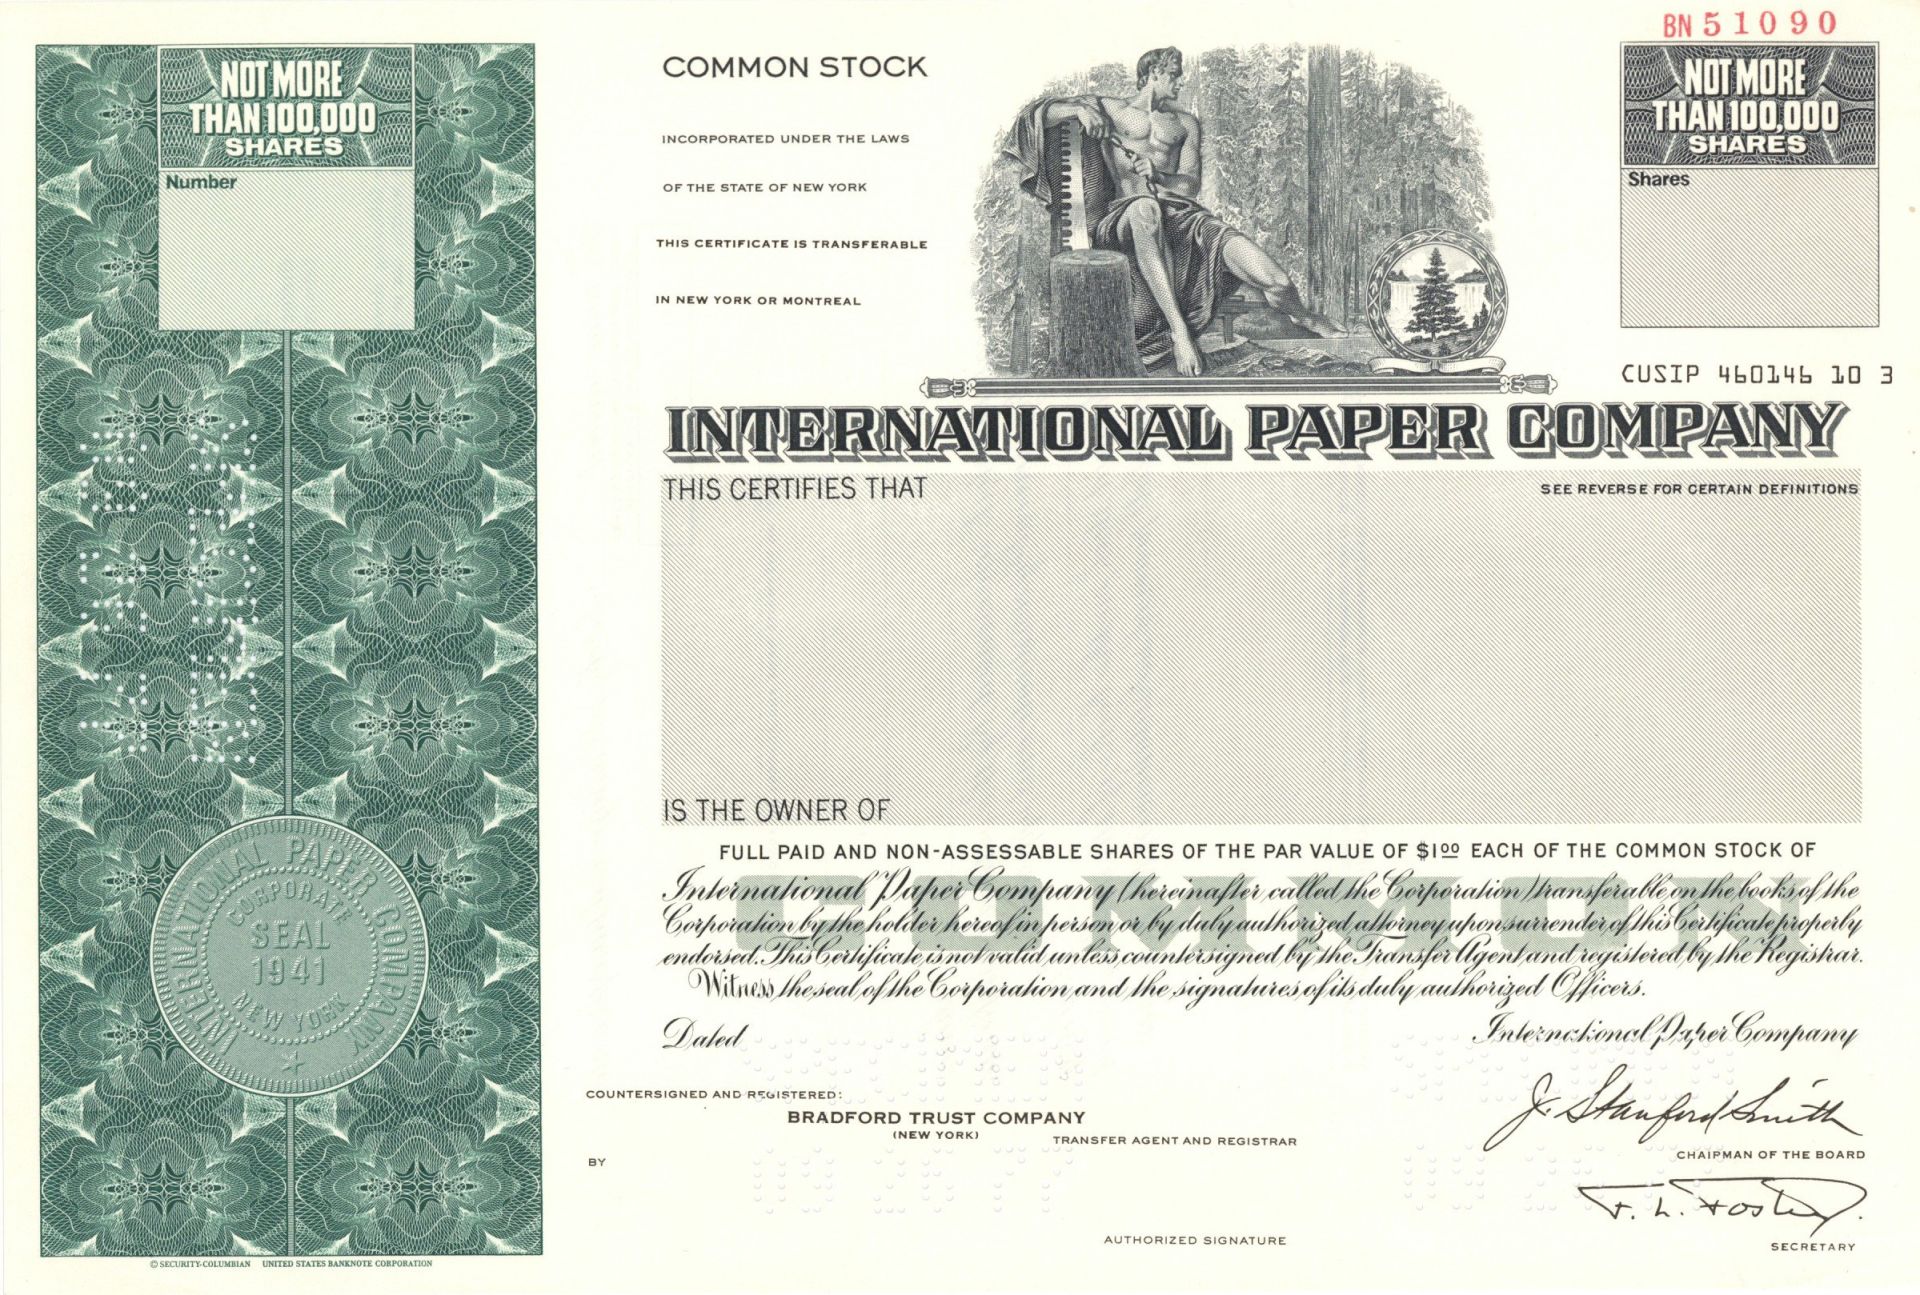 BN 51090
NOT MORE
THAN 100,000
SHARES
Number
COMMON STOCK
INCORPORATED UNDER THE LAWS
OF THE STATE OF NEW YORK
THIS CERTIFICATE IS TRANSFERABLE
IN NEW YORK OR MONTREAL
NOT MORE
THAN 100,000
SHARES
Shares
CUSIP 460146 10 3
INTERNATIONAL PAPER COMPANY
THIS CERTIFIES THAT
SEE REVERSE FOR CERTAIN DEFINITIONS
IS THE OWNER OF
FULL PAID AND NON-ASSESSABLE SHARES OF THE PAR VALUE OF $1.00 EACH OF THE COMMON STOCK OF
International Paper Company (hereinafter called the Corporation) transferable on the books of the
Corporation by the holder hereof in person or by duly authorized attorney upon surrender of this Certificate properly
endorsed. This Certificate is not valid unless countersigned by the Transfer Agent and registered by the Registrar.
Witness the seal of the Corporation and the signatures of its duly authorized Officers.
Dated
International Paper Company
INTERNATIONAL PAPER COMPANY
CORPORATE
SEAL
1941
NEW YORK
COUNTERSIGNED AND REGISTERED:
BRADFORD TRUST COMPANY
(NEW YORK)
TRANSFER AGENT AND REGISTRAR
BY
AUTHORIZED SIGNATURE
J. Stanford Smith
CHAIRMAN OF THE BOARD
SECRETARY
© SECURITY-COLUMBIAN UNITED STATES BANKNOTE CORPORATION